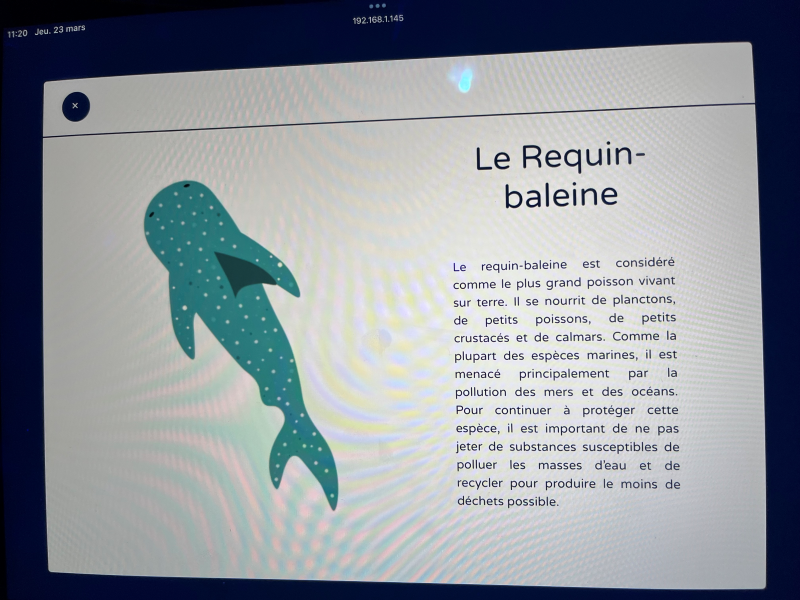 11:20 Jeu. 23 mars
192.168.1.145
×
Le Requin-
baleine
Le requin-baleine est considéré
comme le plus grand poisson vivant
sur terre. Il se nourrit de planctons,
de petits poissons, de petits
crustacés et de calmars. Comme la
plupart des espèces marines, il est
menacé principalement par la
pollution des mers et des océans.
Pour continuer à protéger cette
espèce, il est important de ne pas
jeter de substances susceptibles de
polluer les masses d'eau et de
recycler pour produire le moins de
déchets possible.